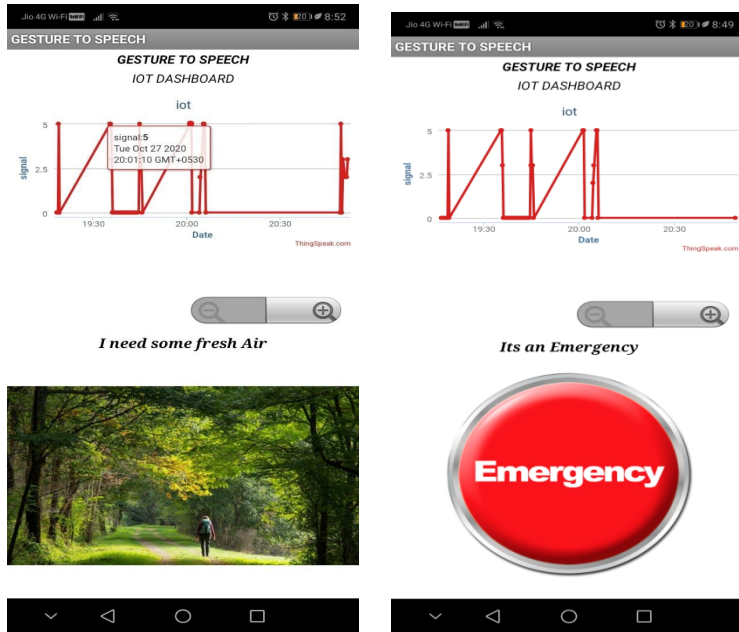 Jio 4G Wi-Fi VoWiFi 20 8:52
GESTURE TO SPEECH
GESTURE TO SPEECH
IOT DASHBOARD
iot
signal
5
2.5
0
signal:5
Tue Oct 27 2020
20:01:10 GMT+0530
19:30 20:00 20:30
Date
ThingSpeak.com
I need some fresh Air
Jio 4G Wi-Fi VoWiFi 20 8:49
GESTURE TO SPEECH
GESTURE TO SPEECH
IOT DASHBOARD
iot
signal
5
2.5
0
19:30 20:00 20:30
Date
ThingSpeak.com
Its an Emergency
Emergency